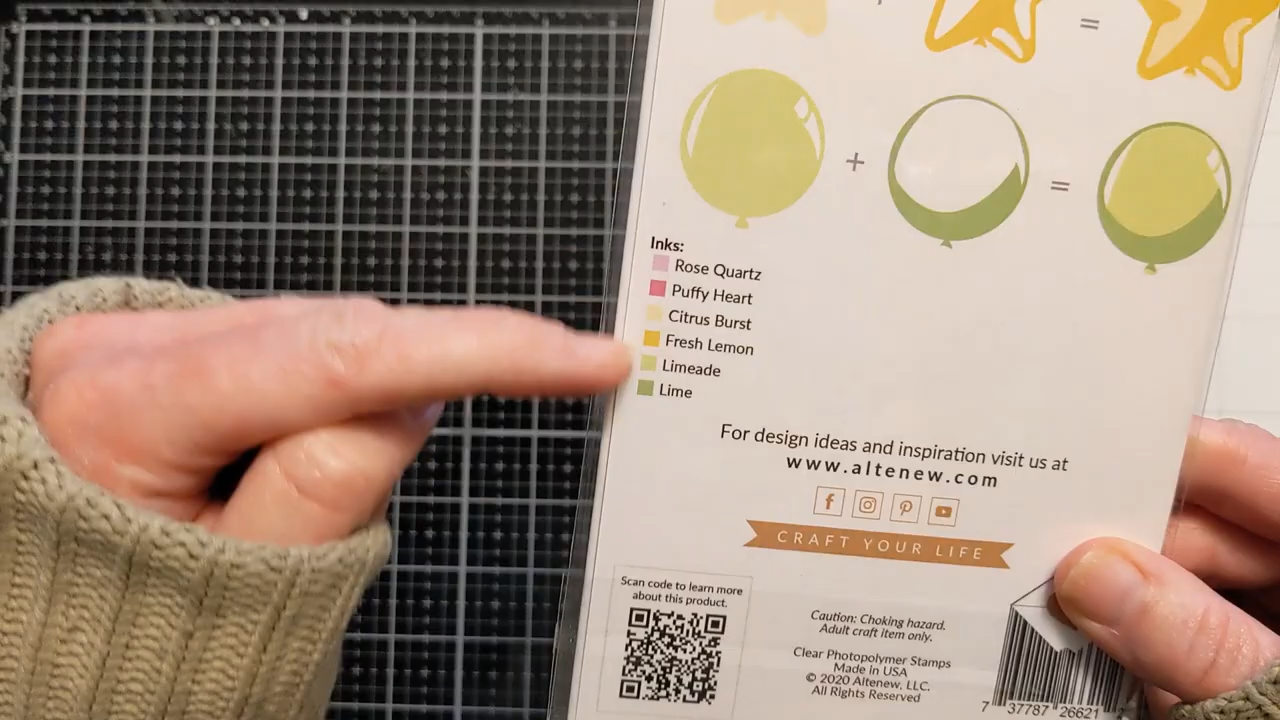 + =
+ =
Inks:
Rose Quartz
Puffy Heart
Citrus Burst
Fresh Lemon
Limeade
Lime
For design ideas and inspiration visit us at
www.altenew.com
CRAFT YOUR LIFE
Scan code to learn more
about this product.
Caution: Choking hazard.
Adult craft item only.
Clear Photopolymer Stamps
Made in USA
© 2020 Altenew, LLC.
All Rights Reserved
7 37787 26621